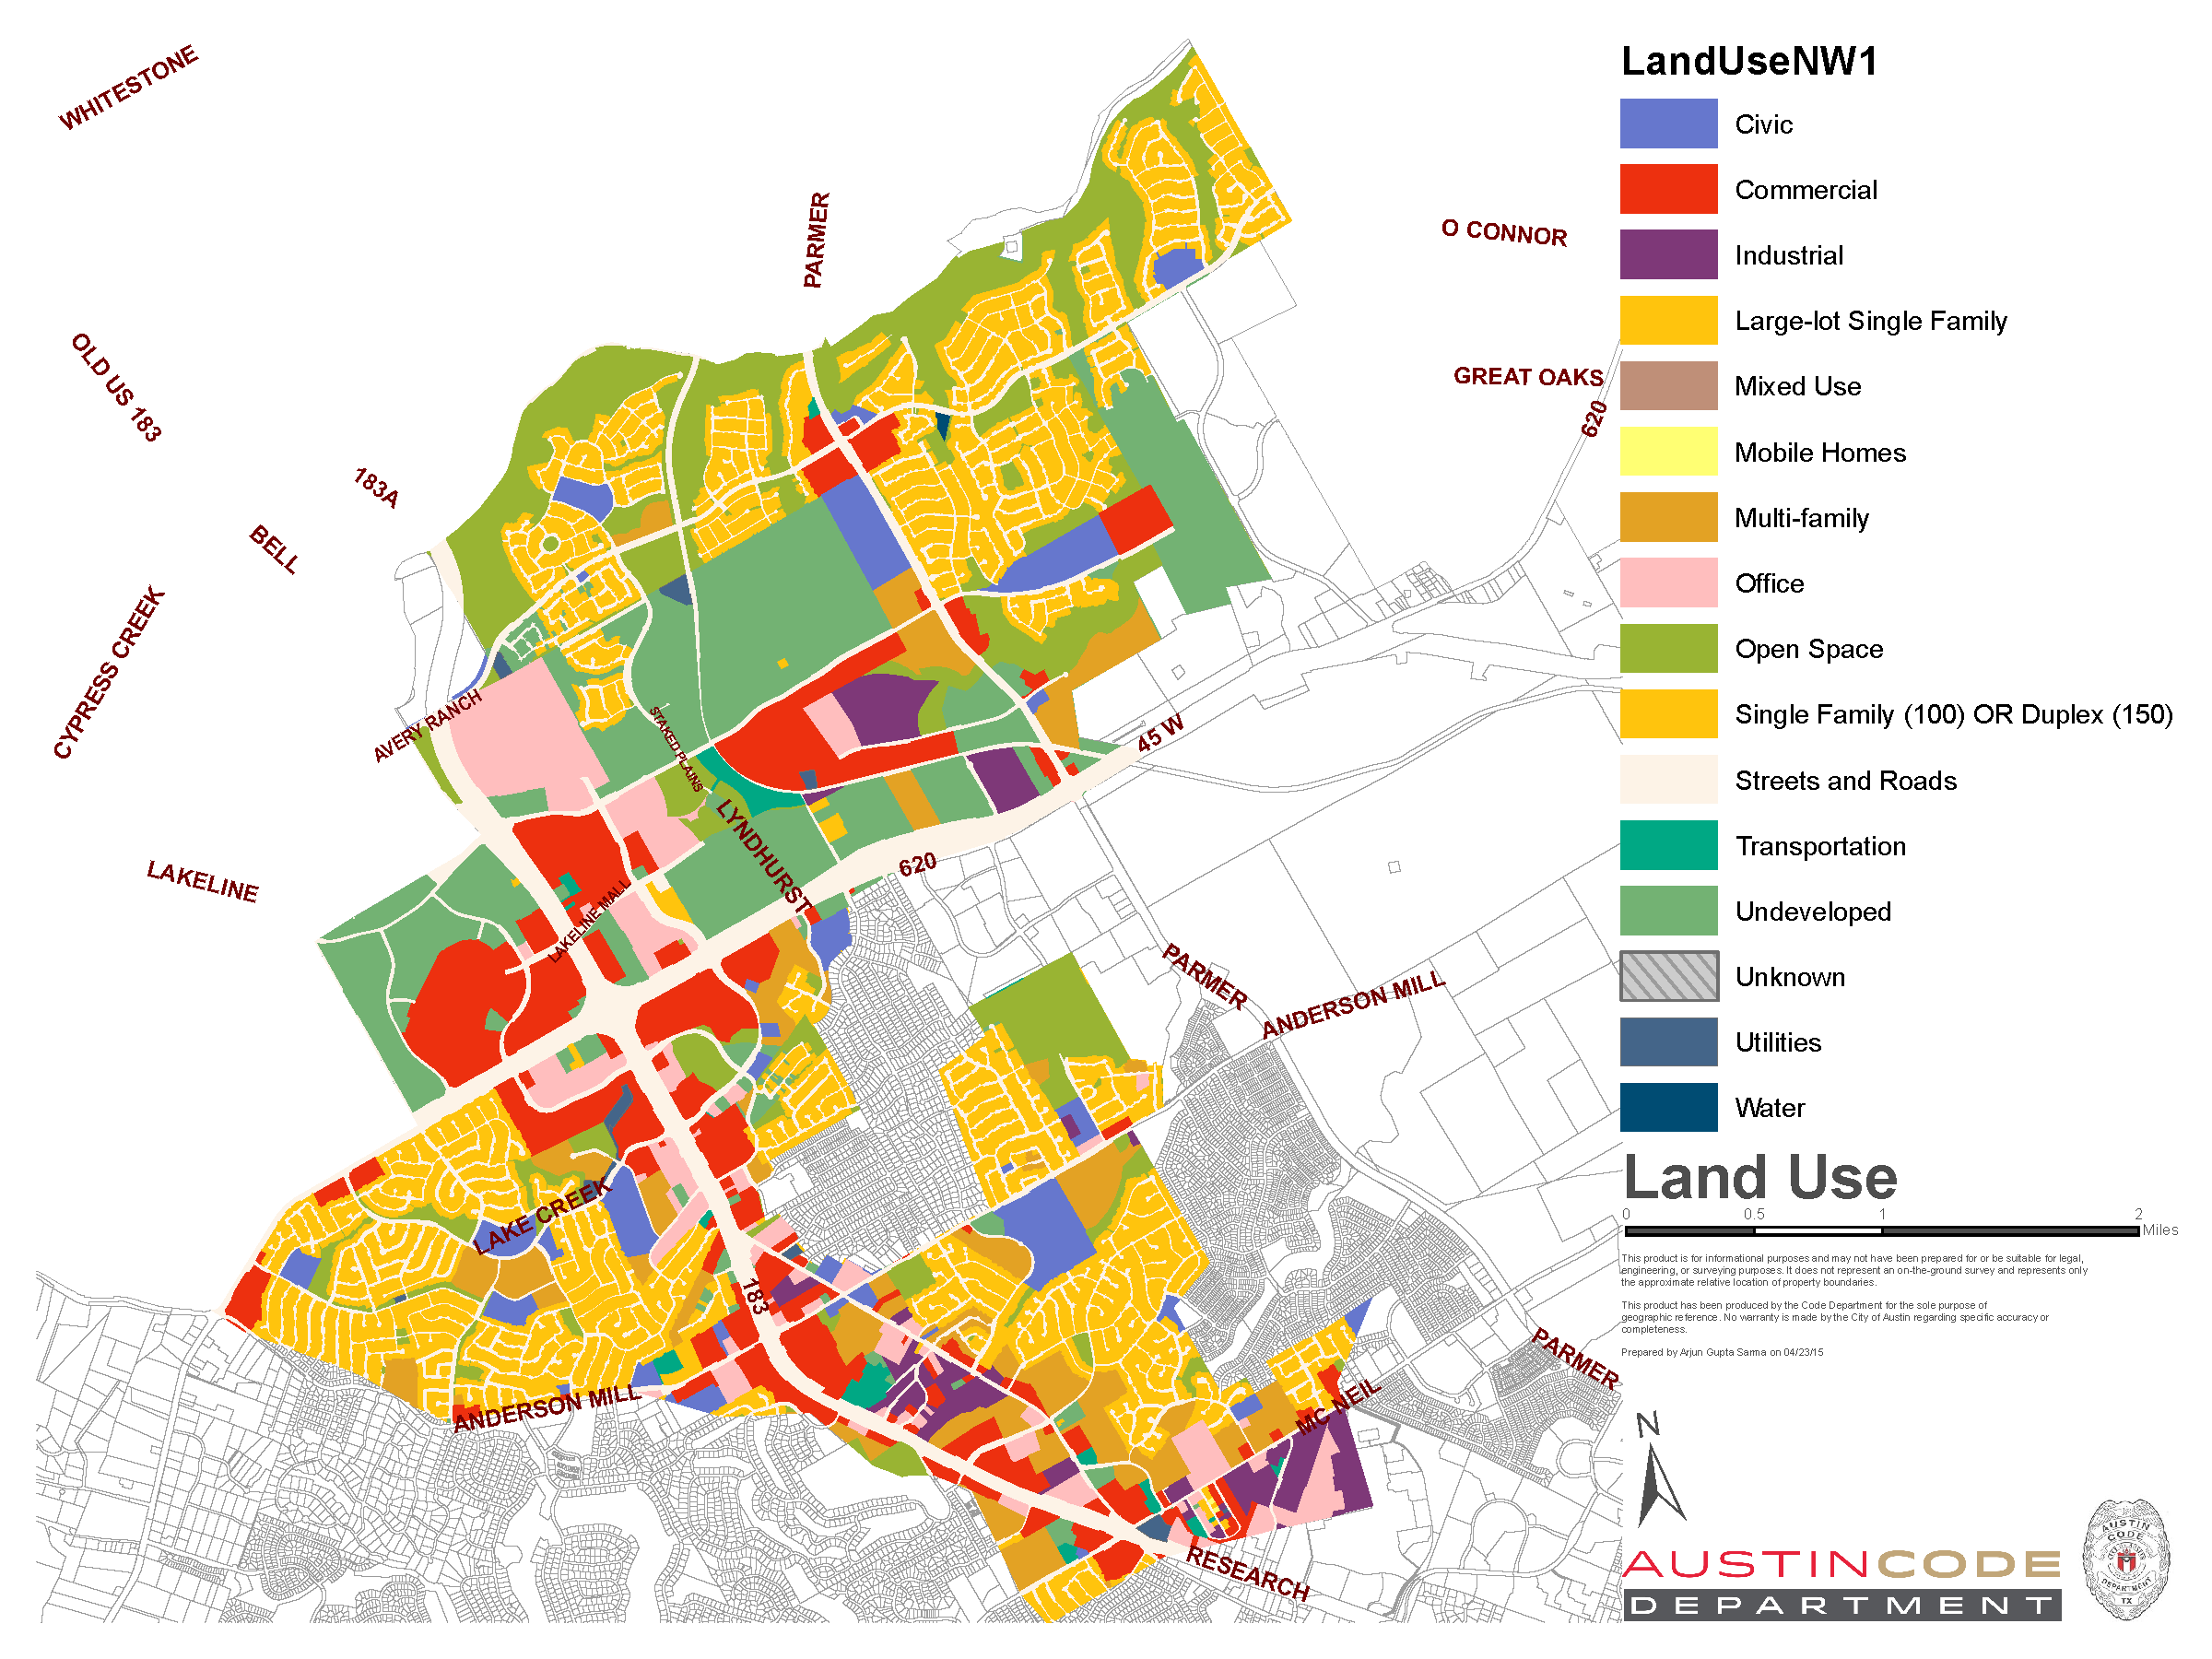 WHITESTONE
PARMER
O CONNOR
OLD US 183
GREAT OAKS
620
183A
BELL
CYPRESS CREEK
AVERY RANCH
STAKED PLAINS
45 W
LYNDHURST
620
LAKELINE
LAKELINE MALL
PARMER
ANDERSON MILL
LAKE CREEK
183
PARMER
ANDERSON MILL
MC NEIL
RESEARCH
LandUseNW1
Civic
Commercial
Industrial
Large-lot Single Family
Mixed Use
Mobile Homes
Multi-family
Office
Open Space
Single Family (100) OR Duplex (150)
Streets and Roads
Transportation
Undeveloped
Unknown
Utilities
Water
Land Use
0 0.5 1 2
Miles
This product is for informational purposes and may not have been prepared for or be suitable for legal,
engineering, or surveying purposes. It does not represent an on-the-ground survey and represents only
the approximate relative location of property boundaries.
This product has been produced by the Code Department for the sole purpose of
geographic reference. No warranty is made by the City of Austin regarding specific accuracy or
completeness.
Prepared by Arjun Gupta Sarma on 04/23/15
N
AUSTINCODE
DEPARTMENT
AUSTIN
CODE
DEPARTMENT
TX